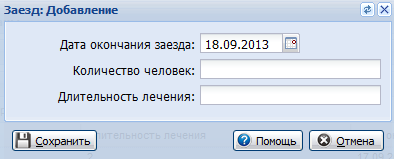 Заезд: Добавление
Дата окончания заезда: 18.09.2013
Количество человек:
Длительность лечения:
Сохранить Помощь Отмена